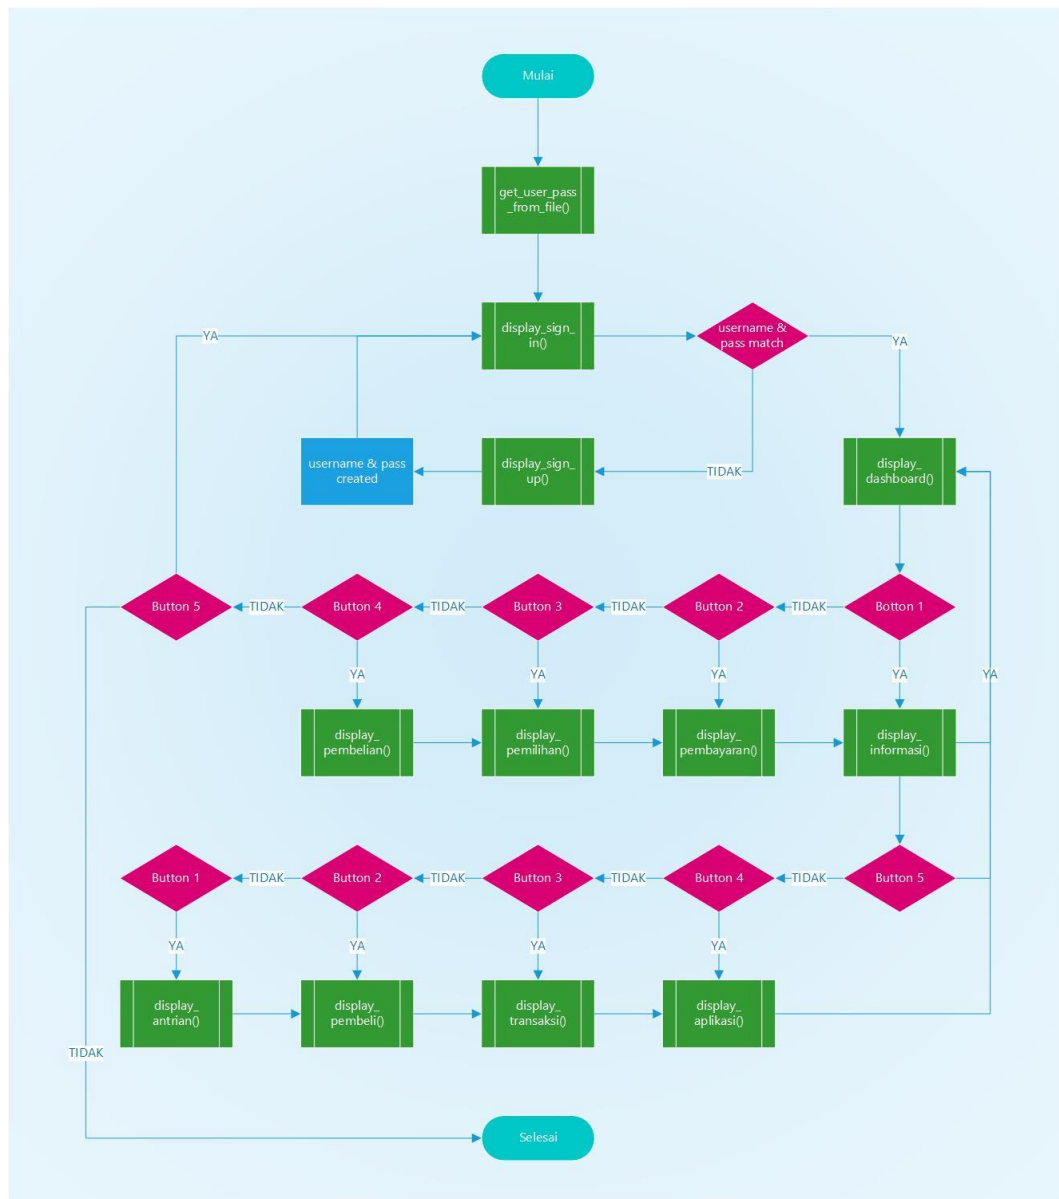 Mulai
get_user_pass
_from_file()
YA
display_sign_
in()
username &
pass match
YA
username & pass
created
display_sign_
up()
TIDAK
display_
dashboard()
Button 5
TIDAK
Button 4
TIDAK
Button 3
TIDAK
Button 2
TIDAK
Botton 1
YA
YA
YA
YA
YA
display_
pembelian()
display_
pemilihan()
display_
pembayaran()
display_
informasi()
Button 1
TIDAK
Button 2
TIDAK
Button 3
TIDAK
Button 4
TIDAK
Button 5
YA
YA
YA
YA
display_
antrian()
display_
pembeli()
display_
transaksi()
display_
aplikasi()
TIDAK
Selesai